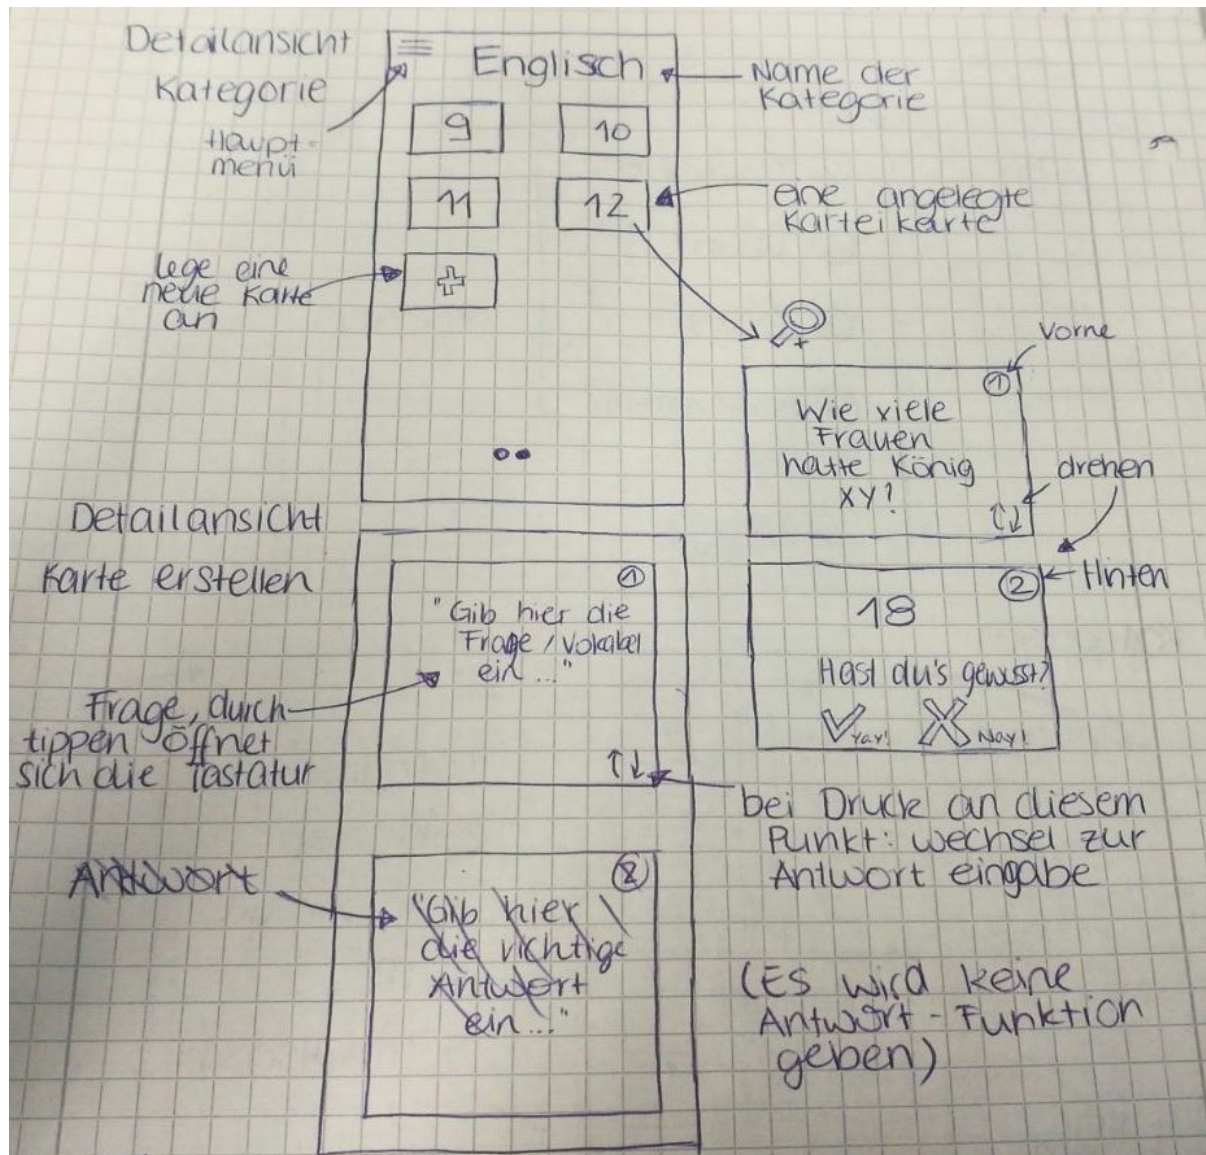 Detailansicht
Kategorie
Haupt-
menü
Englisch
Name der
Kategorie
9
10
11
12
eine angelegte
Karteikarte
lege eine
neue Karte
an
vorne
1
Wie viele
Frauen
hatte König
XY?
drehen
2
Hinten
18
Hast du's gewusst?
Yay!
Nay!
Detailansicht
Karte erstellen
1
"Gib hier die
Frage/Vokabel
ein..."
Frage, durch
tippen öffnet
sich die Tastatur
bei Druck an diesem
Punkt: wechsel zur
Antwort eingabe
Antwort
2
"Gib hier
die richtige
Antwort
ein..."
(ES wird keine
Antwort-Funktion
geben)